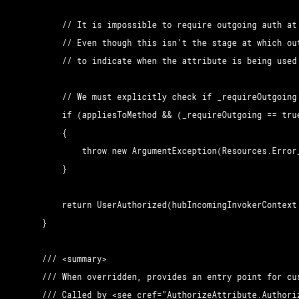 // It is impossible to require outgoing auth at
// Even though this isn't the stage at which out
// to indicate when the attribute is being used
// We must explicitly check if _requireOutgoing
if (appliesToMethod && (_requireOutgoing == true
{
throw new ArgumentException(Resources.Error_
}
return UserAuthorized(hubIncomingInvokerContext
}
/// <summary>
/// When overridden, provides an entry point for cus
/// Called by <see cref="AuthorizeAttribute.Authoriz